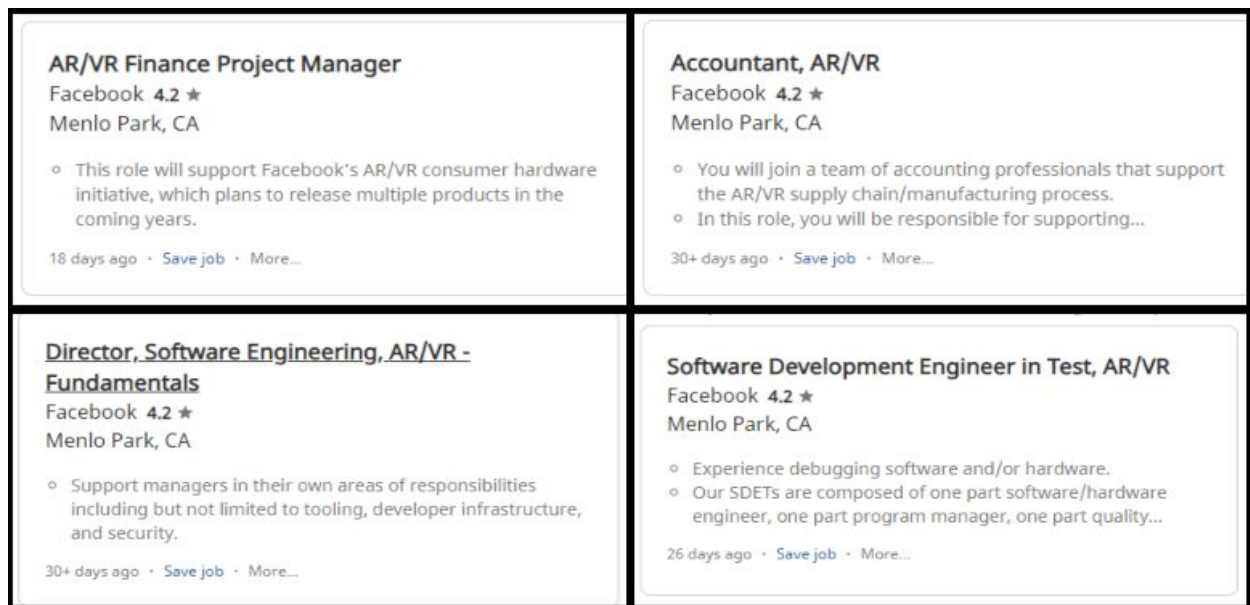 AR/VR Finance Project Manager
Facebook 4.2 ★
Menlo Park, CA
This role will support Facebook's AR/VR consumer hardware
initiative, which plans to release multiple products in the
coming years.
18 days ago · Save job · More...
Accountant, AR/VR
Facebook 4.2 ★
Menlo Park, CA
You will join a team of accounting professionals that support
the AR/VR supply chain/manufacturing process.
In this role, you will be responsible for supporting...
30+ days ago · Save job · More...
Director, Software Engineering, AR/VR -
Fundamentals
Facebook 4.2 ★
Menlo Park, CA
Support managers in their own areas of responsibilities
including but not limited to tooling, developer infrastructure,
and security.
30+ days ago · Save job · More...
Software Development Engineer in Test, AR/VR
Facebook 4.2 ★
Menlo Park, CA
Experience debugging software and/or hardware.
Our SDETs are composed of one part software/hardware
engineer, one part program manager, one part quality...
26 days ago · Save job · More...